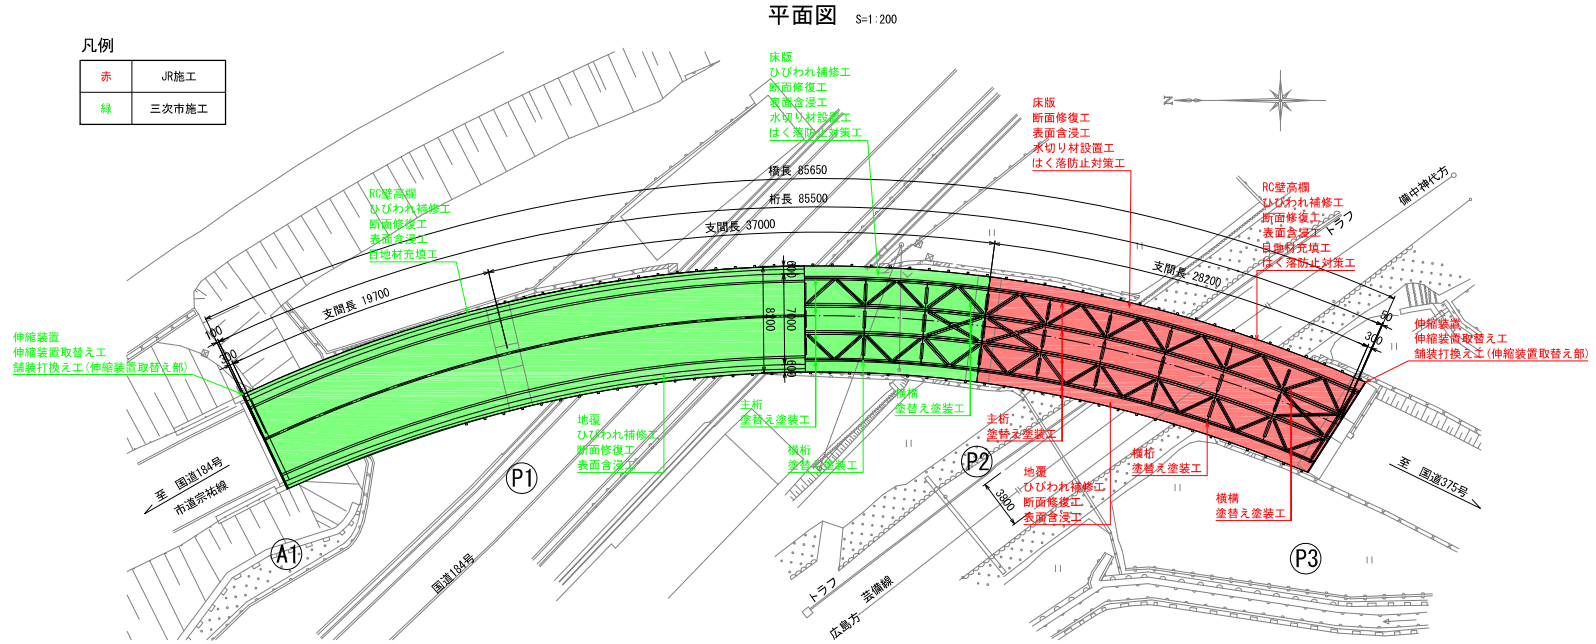 平面図 S=1:200
凡例
赤 JR施工
緑 三次市施工
床版
ひびわれ補修工
断面修復工
表面含浸工
水切り材設置工
はく落防止対策工
床版
断面修復工
表面含浸工
水切り材設置工
はく落防止対策工
N
橋長 85650
桁長 85500
支間長 37000
支間長 19700
支間長 28200
RC壁高欄
ひびわれ補修工
断面修復工
表面含浸工
目地材充填工
RC壁高欄
ひびわれ補修工
断面修復工
表面含浸工
目地材充填工
はく落防止対策工
備中神代方
トラフ
100
300
50
300
600
7000
8200
600
伸縮装置
伸縮装置取替え工
舗装打換え工(伸縮装置取替え部)
伸縮装置
伸縮装置取替え工
舗装打換え工(伸縮装置取替え部)
主桁
塗替え塗装工
横構
塗替え塗装工
地覆
ひびわれ補修工
断面修復工
表面含浸工
横桁
塗替え塗装工
主桁
塗替え塗装工
横桁
塗替え塗装工
地覆
ひびわれ補修工
断面修復工
表面含浸工
横構
塗替え塗装工
至 国道184号
市道宗祐線
至 国道375号
P1
P2
3800
A1
P3
国道184号
トラフ
芸備線
広島方